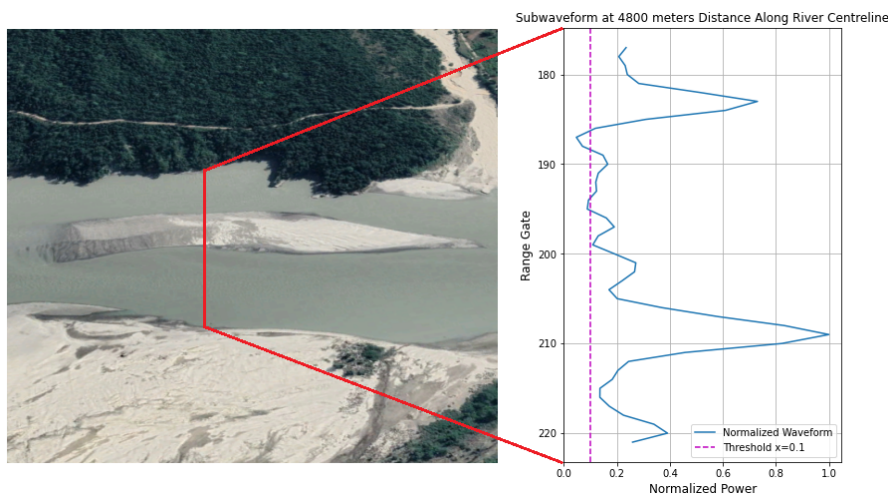 Subwaveform at 4800 meters Distance Along River Centreline
180
190
200
210
220
Range Gate
0.0 0.2 0.4 0.6 0.8 1.0
Normalized Power
Normalized Waveform
Threshold x=0.1